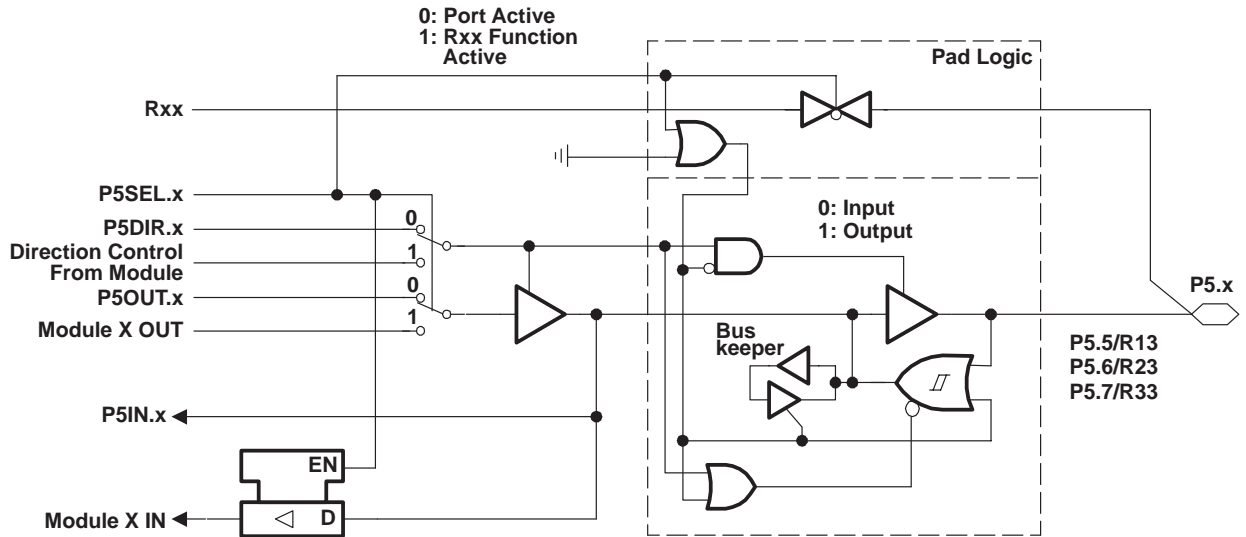 0: Port Active
1: Rxx Function
Active
Pad Logic
Rxx
P5SEL.x
0
P5DIR.x
Direction Control
From Module
1
0: Input
1: Output
P5OUT.x
0
Module X OUT
1
P5.x
Bus
keeper
P5.5/R13
P5.6/R23
P5.7/R33
P5IN.x
EN
D
Module X IN